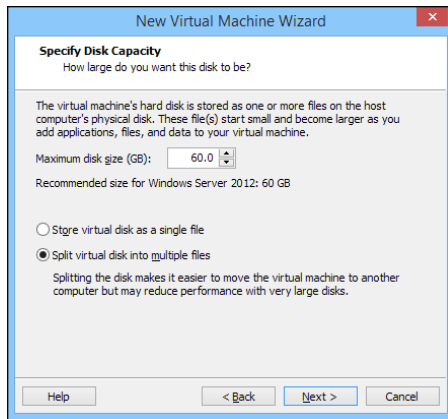 New Virtual Machine Wizard
Specify Disk Capacity
How large do you want this disk to be?
The virtual machine's hard disk is stored as one or more files on the host
computer's physical disk. These file(s) start small and become larger as you
add applications, files, and data to your virtual machine.
Maximum disk size (GB): 60.0
Recommended size for Windows Server 2012: 60 GB
Store virtual disk as a single file
Split virtual disk into multiple files
Splitting the disk makes it easier to move the virtual machine to another
computer but may reduce performance with very large disks.
Help < Back Next > Cancel